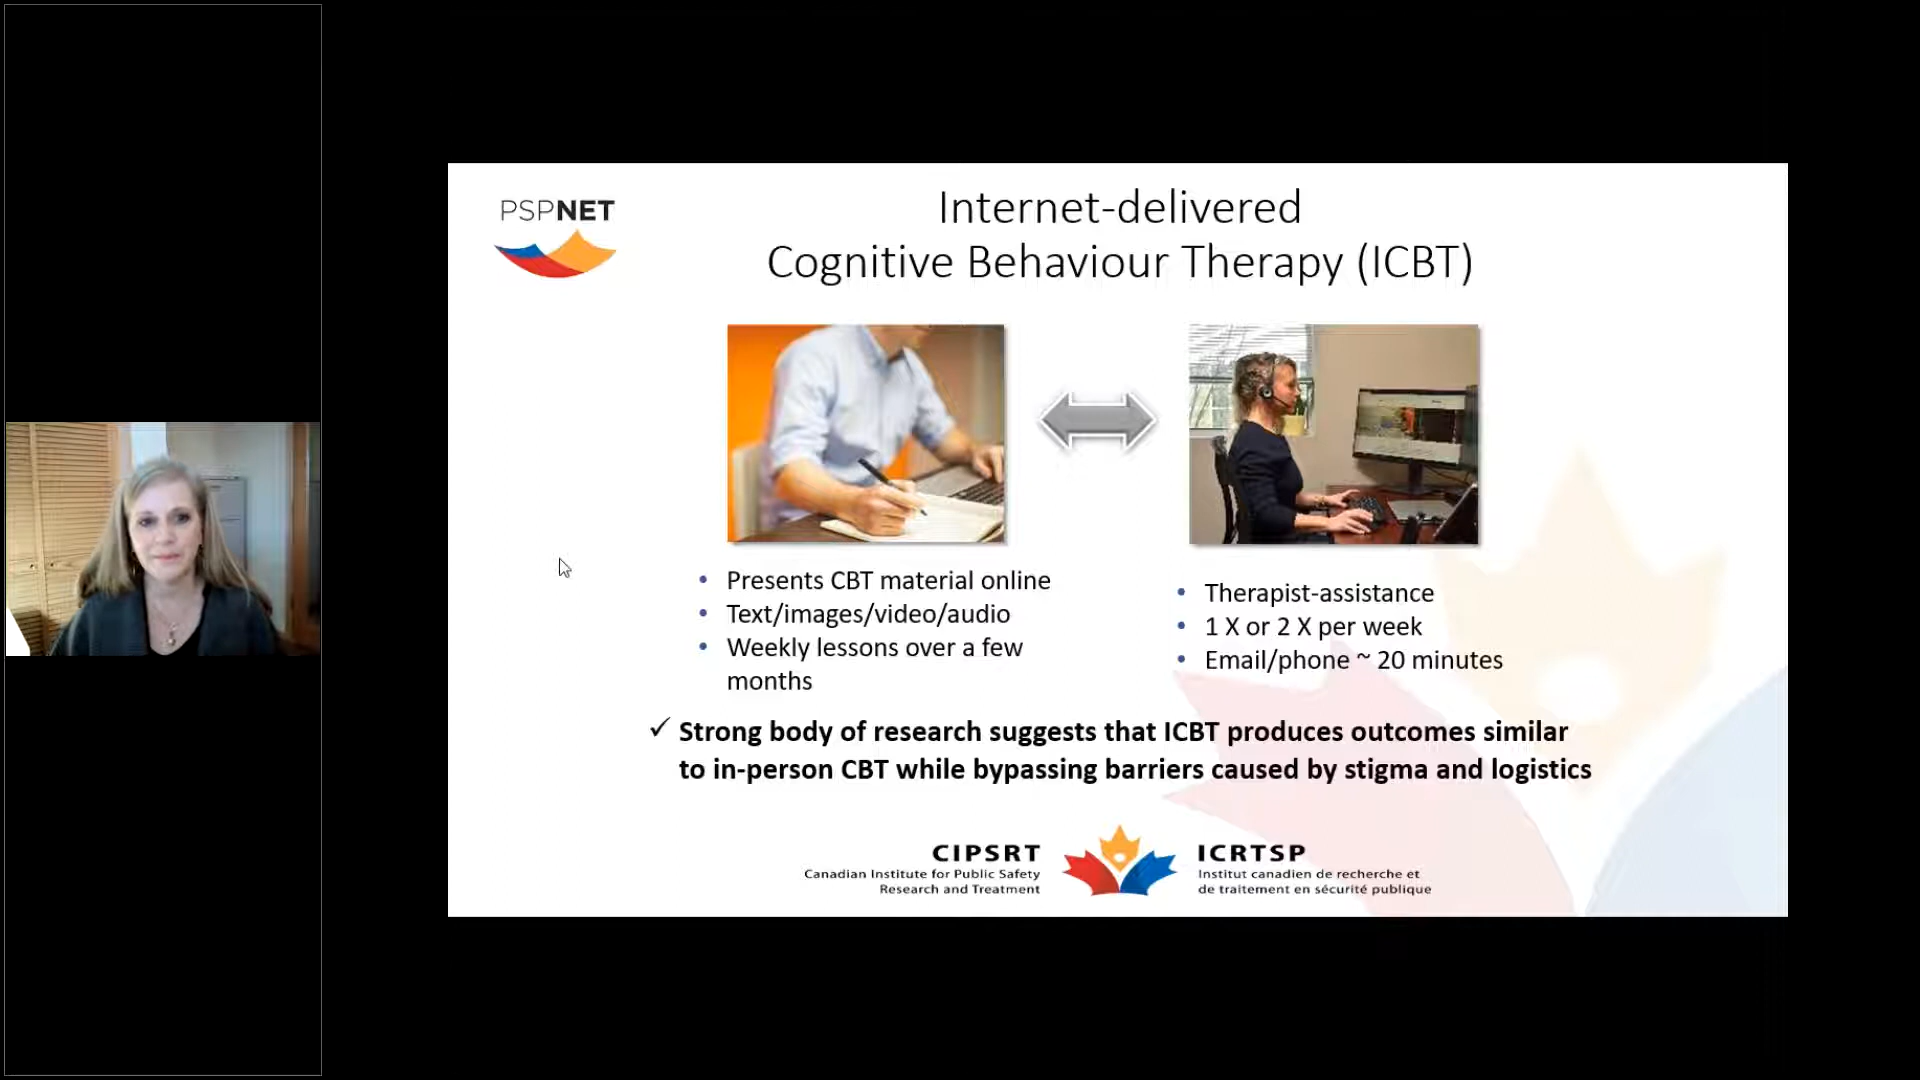 PSPNET
Internet-delivered
Cognitive Behaviour Therapy (ICBT)
• Presents CBT material online
• Text/images/video/audio
• Weekly lessons over a few
months
• Therapist-assistance
• 1 X or 2 X per week
• Email/phone ~ 20 minutes
✓ Strong body of research suggests that ICBT produces outcomes similar
to in-person CBT while bypassing barriers caused by stigma and logistics
CIPSRT
Canadian Institute for Public Safety
Research and Treatment
ICRTSP
Institut canadien de recherche et
de traitement en sécurité publique